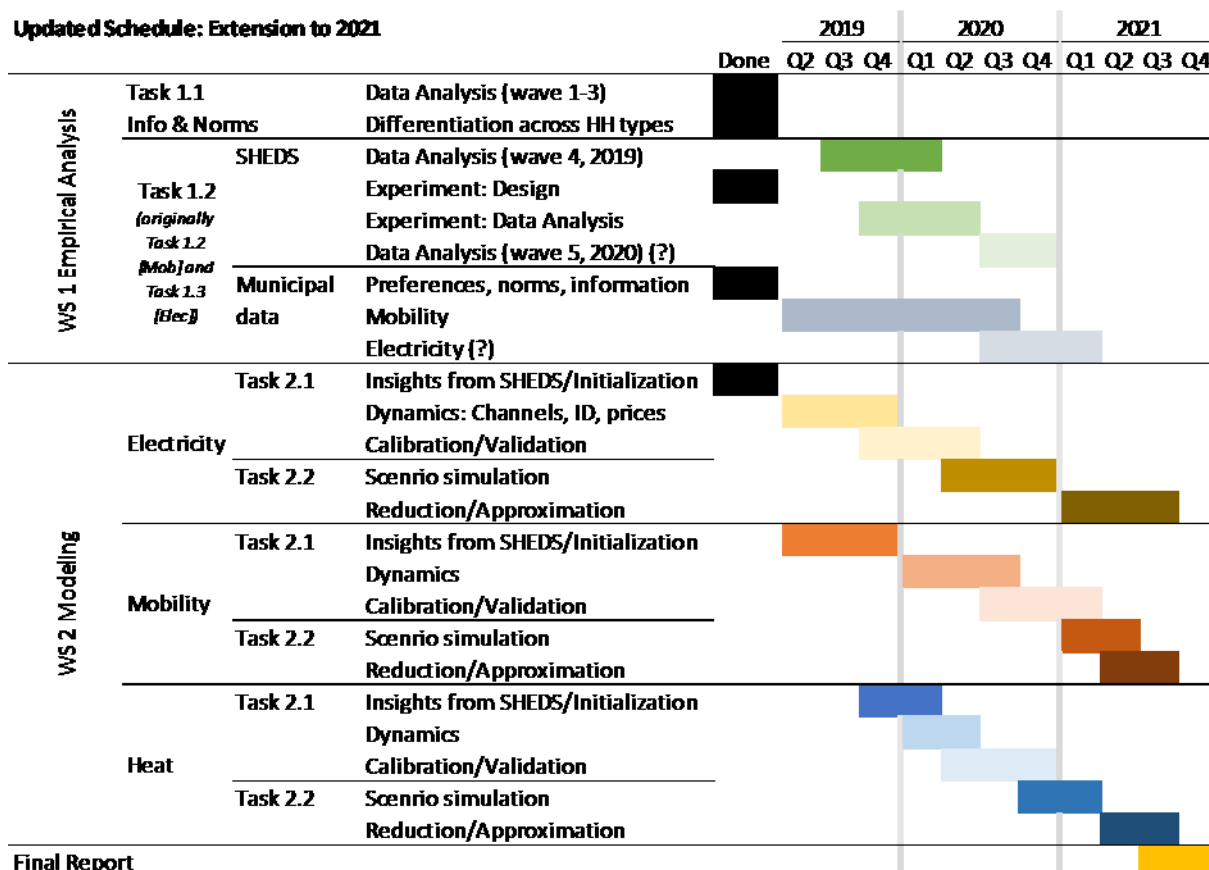 Updated Schedule: Extension to 2021
2019 2020 2021
Done Q2 Q3 Q4 Q1 Q2 Q3 Q4 Q1 Q2 Q3 Q4
WS 1 Empirical Analysis
Task 1.1 Data Analysis (wave 1-3)
Info & Norms Differentiation across HH types
SHEDS Data Analysis (wave 4, 2019)
Task 1.2 Experiment: Design
(originally Experiment: Data Analysis
Task 1.2 Data Analysis (wave 5, 2020) (?)
[Mob] and
Task 1.3 Municipal Preferences, norms, information
[Elec]) data Mobility
Electricity (?)
WS 2 Modeling
Task 2.1 Insights from SHEDS/Initialization
Dynamics: Channels, ID, prices
Electricity Calibration/Validation
Task 2.2 Scenrio simulation
Reduction/Approximation
Task 2.1 Insights from SHEDS/Initialization
Dynamics
Mobility Calibration/Validation
Task 2.2 Scenrio simulation
Reduction/Approximation
Task 2.1 Insights from SHEDS/Initialization
Dynamics
Heat Calibration/Validation
Task 2.2 Scenrio simulation
Reduction/Approximation
Final Report